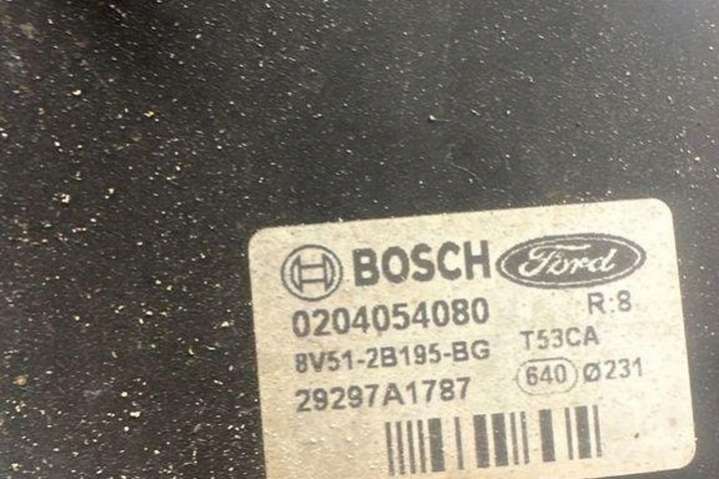 BOSCH Ford
0204054080 R:8
8V51-2B195-BG T53CA
29297A1787 640 Ø231